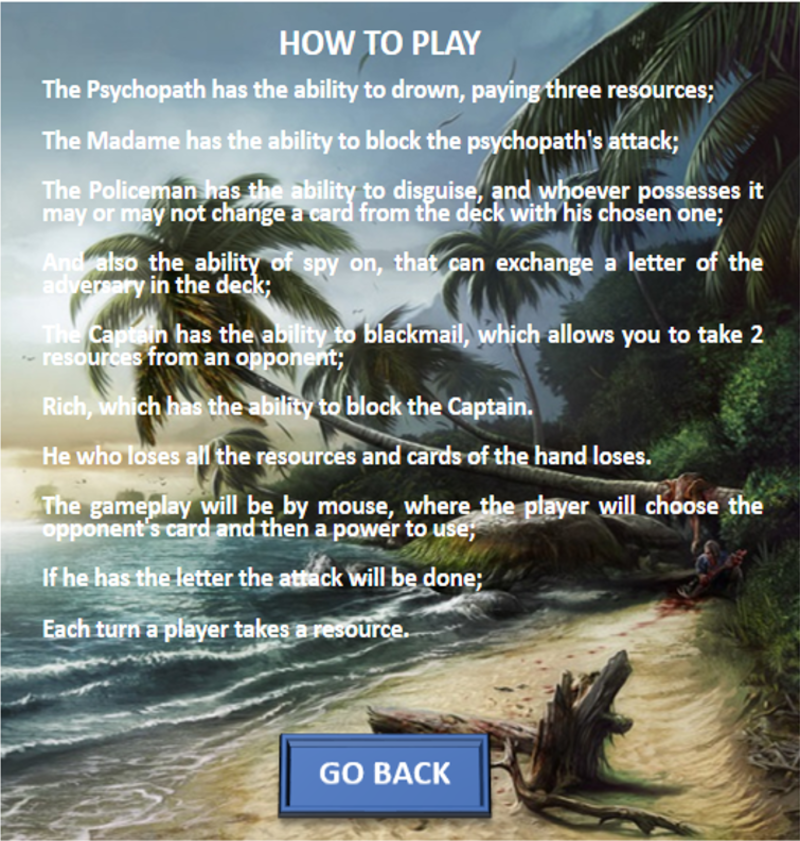 HOW TO PLAY
The Psychopath has the ability to drown, paying three resources;
The Madame has the ability to block the psychopath's attack;
The Policeman has the ability to disguise, and whoever possesses it
may or may not change a card from the deck with his chosen one;
And also the ability of spy on, that can exchange a letter of the
adversary in the deck;
The Captain has the ability to blackmail, which allows you to take 2
resources from an opponent;
Rich, which has the ability to block the Captain.
He who loses all the resources and cards of the hand loses.
The gameplay will be by mouse, where the player will choose the
opponent's card and then a power to use;
If he has the letter the attack will be done;
Each turn a player takes a resource.
GO BACK